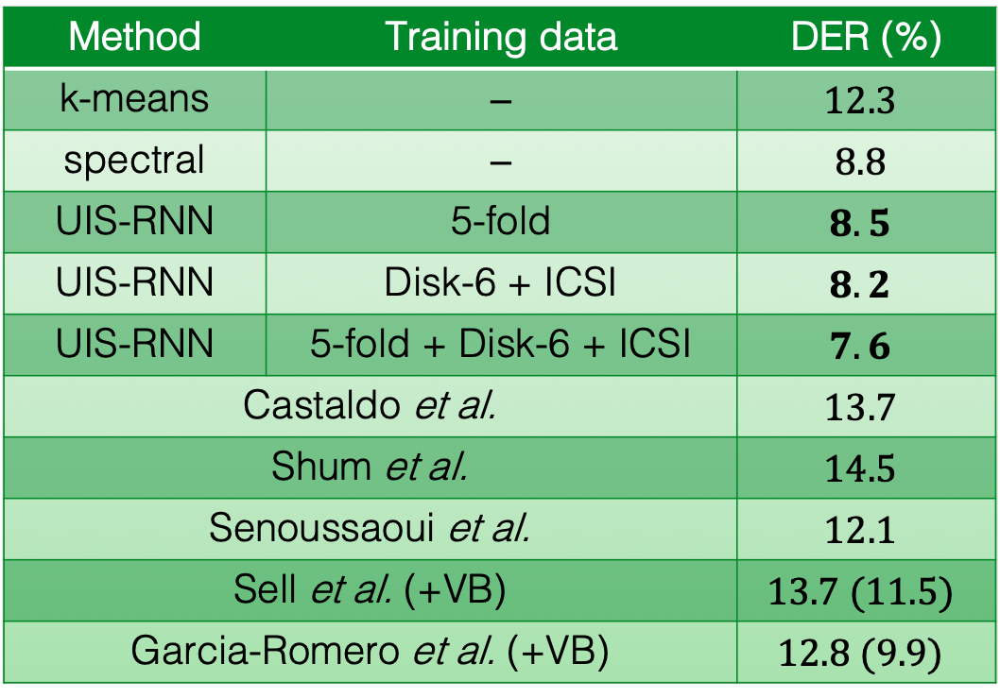 Method Training data DER (%)
k-means – 12.3
spectral – 8.8
UIS-RNN 5-fold 8.5
UIS-RNN Disk-6 + ICSI 8.2
UIS-RNN 5-fold + Disk-6 + ICSI 7.6
Castaldo et al. 13.7
Shum et al. 14.5
Senoussaoui et al. 12.1
Sell et al. (+VB) 13.7 (11.5)
Garcia-Romero et al. (+VB) 12.8 (9.9)